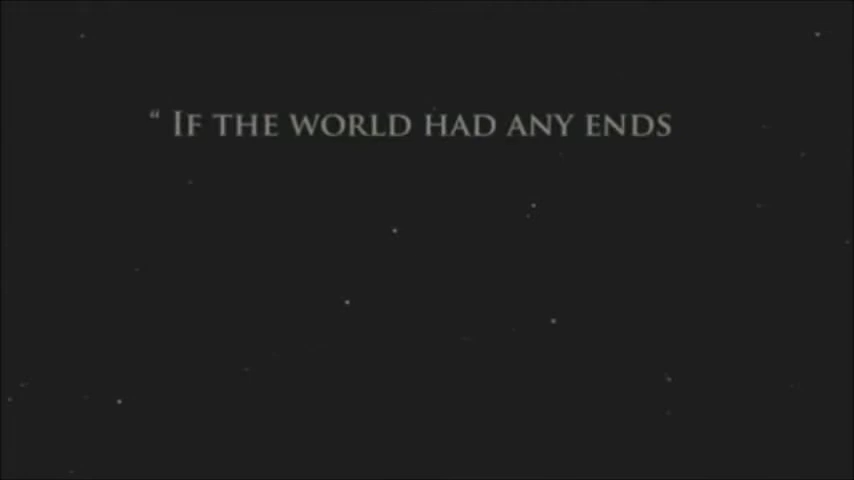 “ If the world had any ends